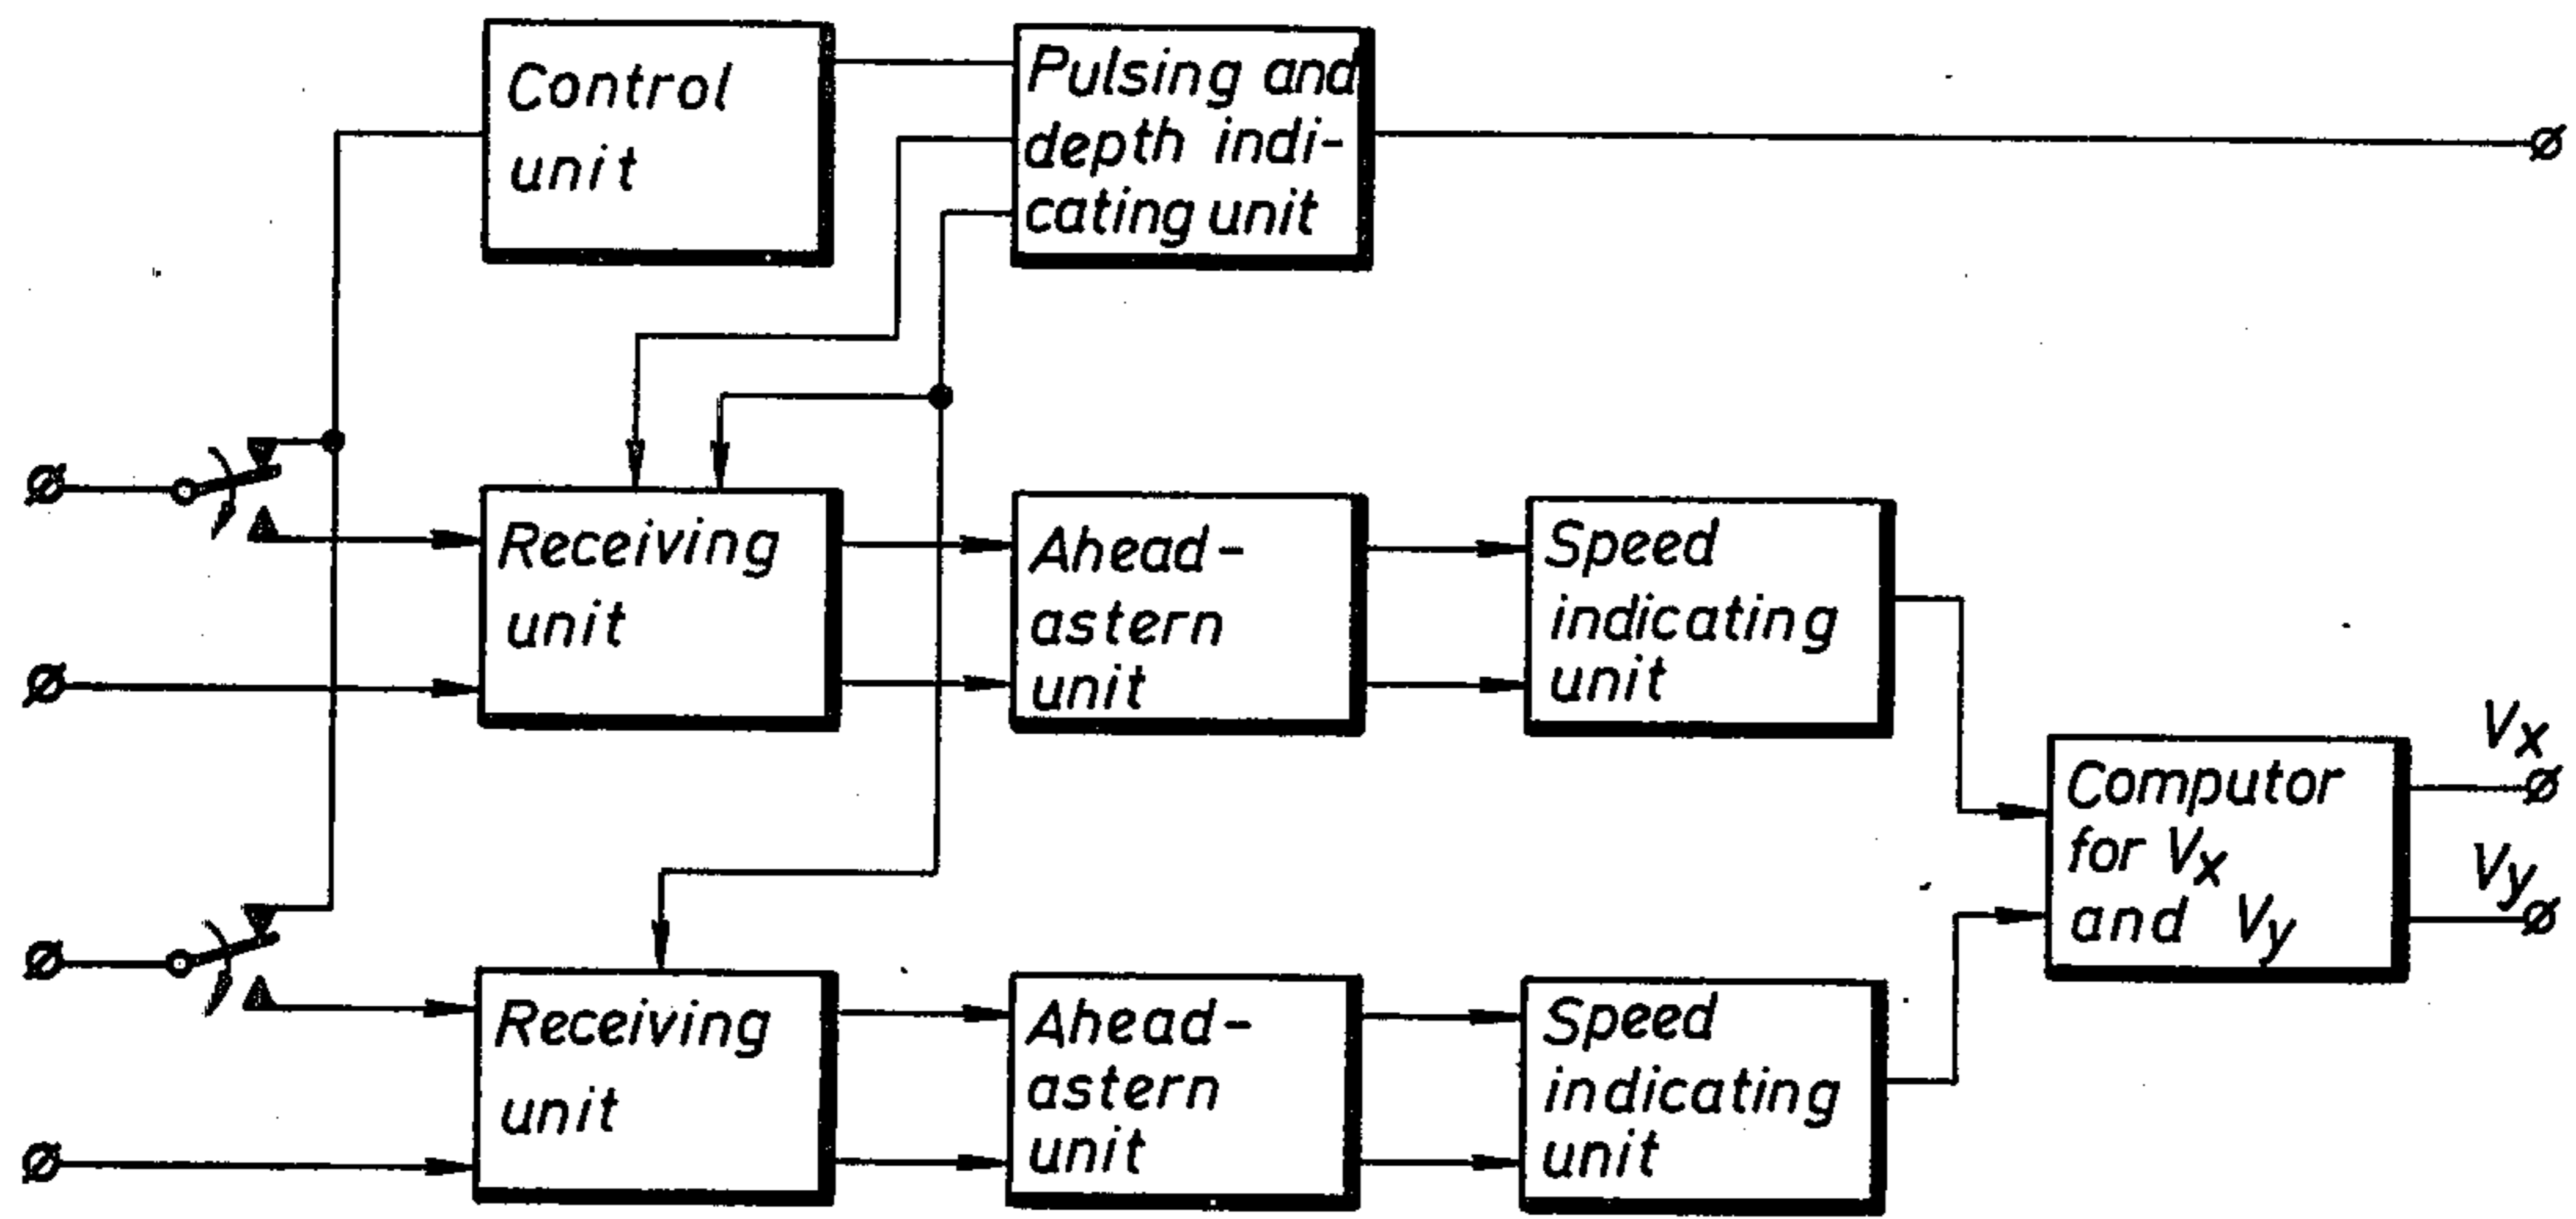 Control
unit
Pulsing and
depth indi-
cating unit
Receiving
unit
Ahead-
astern
unit
Speed
indicating
unit
Computor
for Vx
and Vy
Vx
Vy
Receiving
unit
Ahead-
astern
unit
Speed
indicating
unit